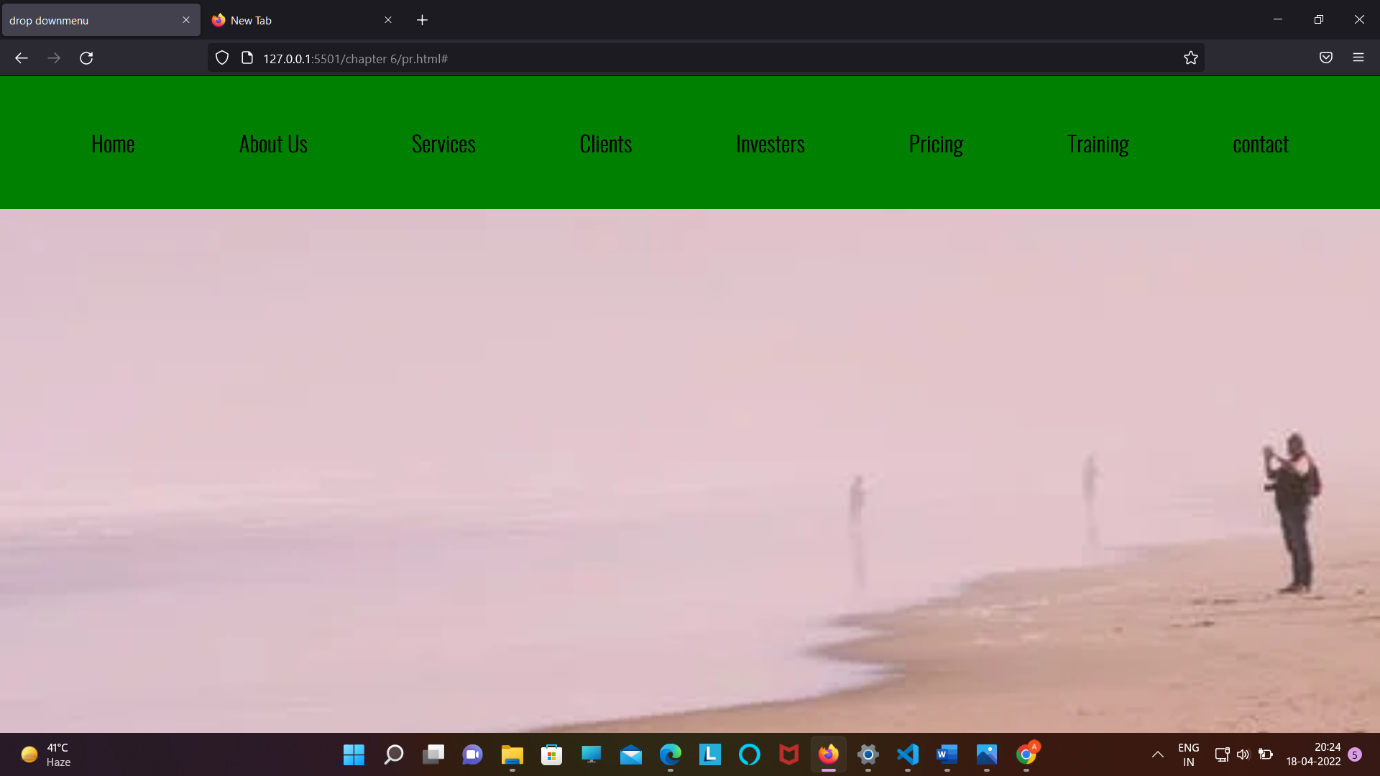 drop downmenu
New Tab
127.0.0.1:5501/chapter 6/pr.html#
Home About Us Services Clients Investers Pricing Training contact
41°C
Haze
L
W
A
ENG
IN
20:24
18-04-2022
5